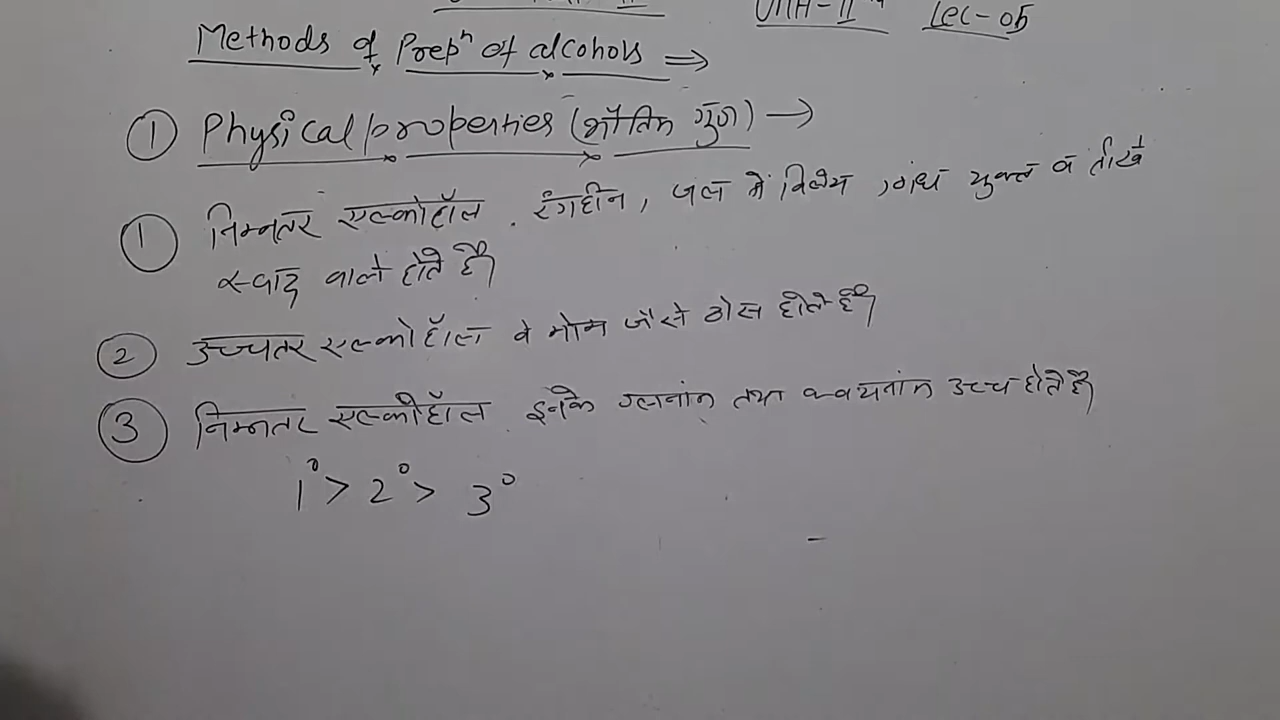 Unit-II Lec-05
Methods of Prepⁿ of alcohols ⇒
① Physical properties (भौतिक गुण) →
① निम्नतर एल्कोहॉल . रंगहीन, जल में विलेय ,गंध युक्त व तीखे
स्वाद वाले होते है।
② उच्चतर एल्कोहॉल व मोम जैसे ठोस होते है।
③ निम्नतर एल्कोहॉल . इनके गलनांक तथा क्वथनांक उच्च होते है।
1° > 2° > 3°